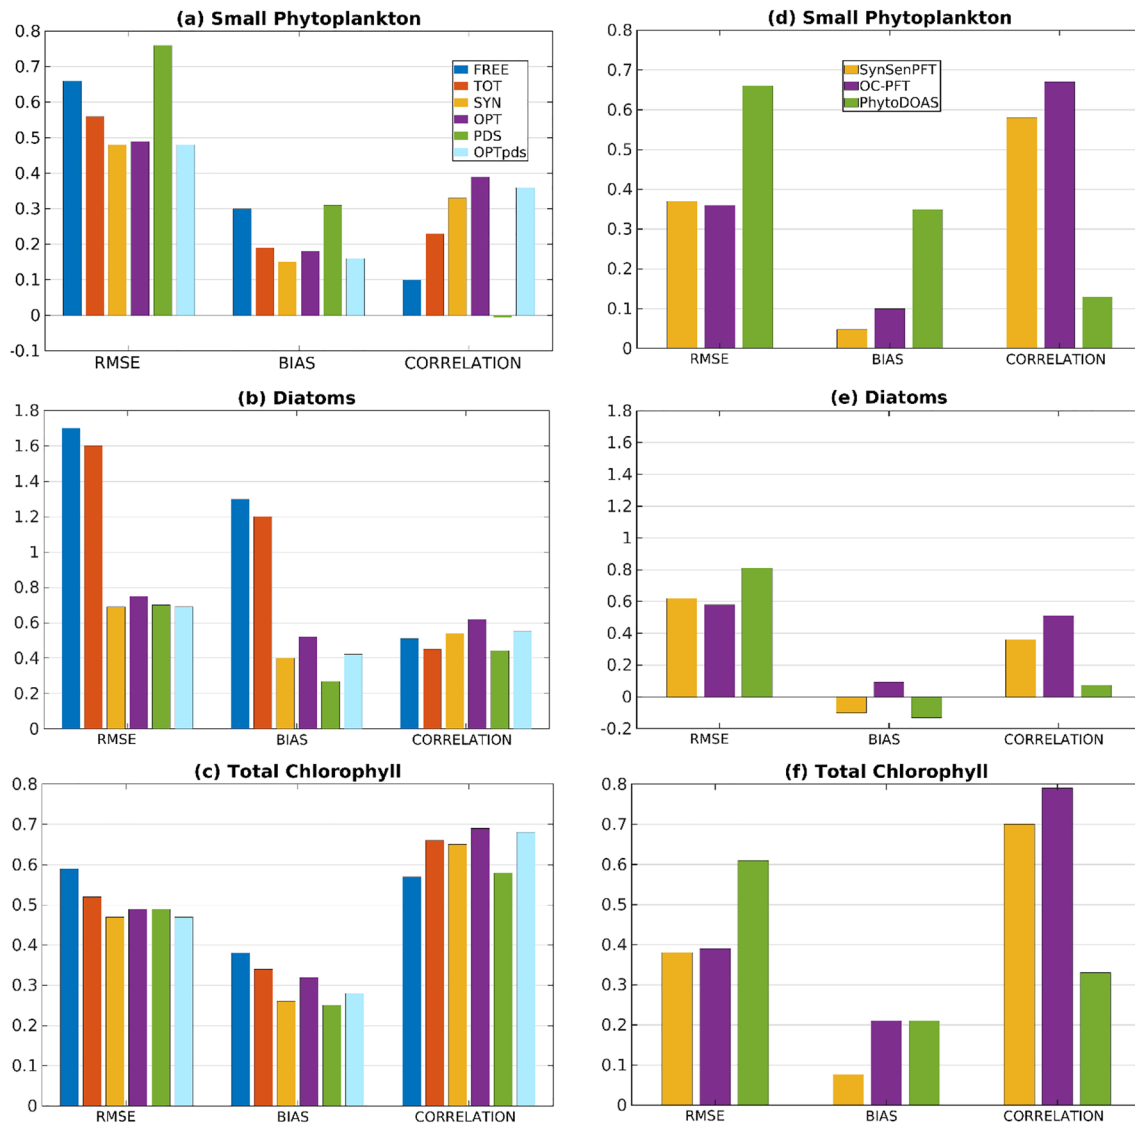 (a) Small Phytoplankton
0.8
0.7
0.6
0.5
0.4
0.3
0.2
0.1
0
-0.1
FREE
TOT
SYN
OPT
PDS
OPTpds
RMSE BIAS CORRELATION
(d) Small Phytoplankton
0.8
0.7
0.6
0.5
0.4
0.3
0.2
0.1
0
SynSenPFT
OC-PFT
PhytoDOAS
RMSE BIAS CORRELATION
(b) Diatoms
1.8
1.6
1.4
1.2
1
0.8
0.6
0.4
0.2
0
RMSE BIAS CORRELATION
(e) Diatoms
1.8
1.6
1.4
1.2
1
0.8
0.6
0.4
0.2
0
-0.2
RMSE BIAS CORRELATION
(c) Total Chlorophyll
0.8
0.7
0.6
0.5
0.4
0.3
0.2
0.1
0
RMSE BIAS CORRELATION
(f) Total Chlorophyll
0.8
0.7
0.6
0.5
0.4
0.3
0.2
0.1
0
RMSE BIAS CORRELATION